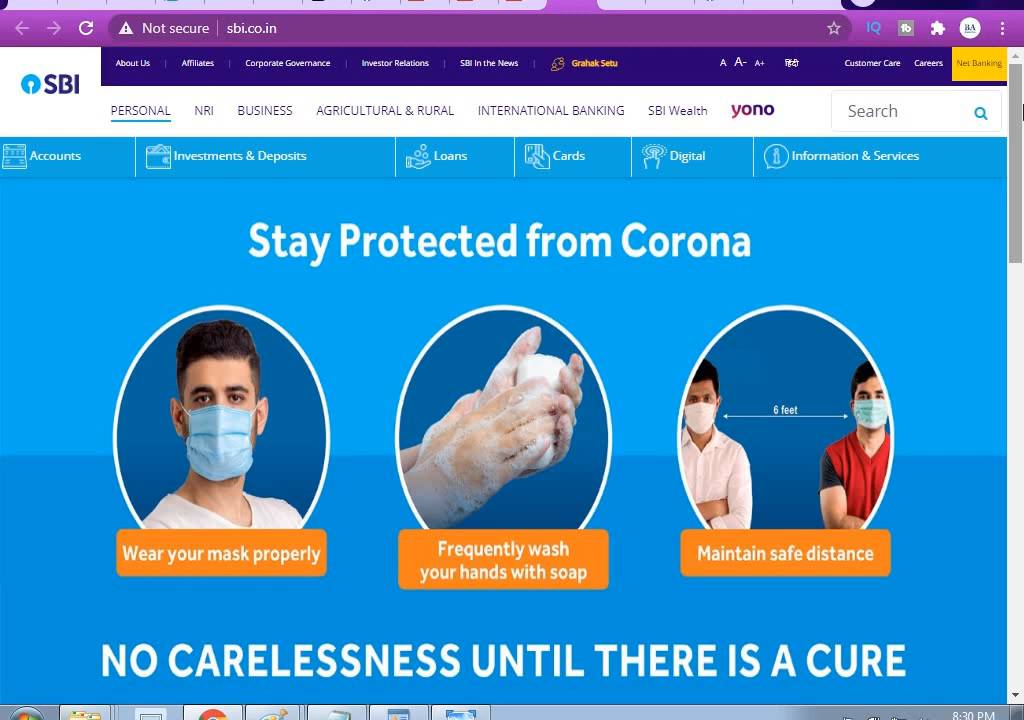 Not secure sbi.co.in
IQ
tb
BA
SBI
About Us | Affiliates | Corporate Governance | Investor Relations | SBI In the News | Grahak Setu A A- A+ हिंदी Customer Care Careers Net Banking
PERSONAL NRI BUSINESS AGRICULTURAL & RURAL INTERNATIONAL BANKING SBI Wealth yono Search
Accounts Investments & Deposits Loans Cards Digital Information & Services
Stay Protected from Corona
6 feet
Wear your mask properly
Frequently wash
your hands with soap
Maintain safe distance
NO CARELESSNESS UNTIL THERE IS A CURE
8:30 PM